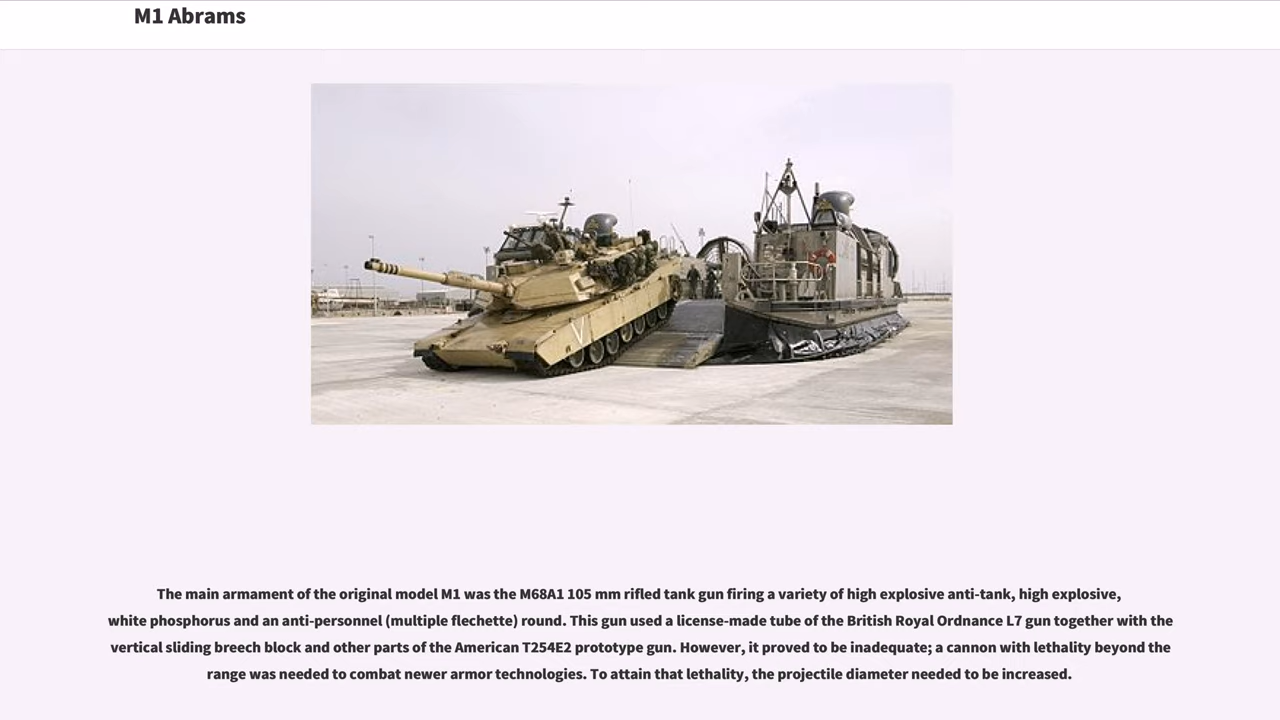 M1 Abrams
The main armament of the original model M1 was the M68A1 105 mm rifled tank gun firing a variety of high explosive anti-tank, high explosive,
white phosphorus and an anti-personnel (multiple flechette) round. This gun used a license-made tube of the British Royal Ordnance L7 gun together with the
vertical sliding breech block and other parts of the American T254E2 prototype gun. However, it proved to be inadequate; a cannon with lethality beyond the
range was needed to combat newer armor technologies. To attain that lethality, the projectile diameter needed to be increased.